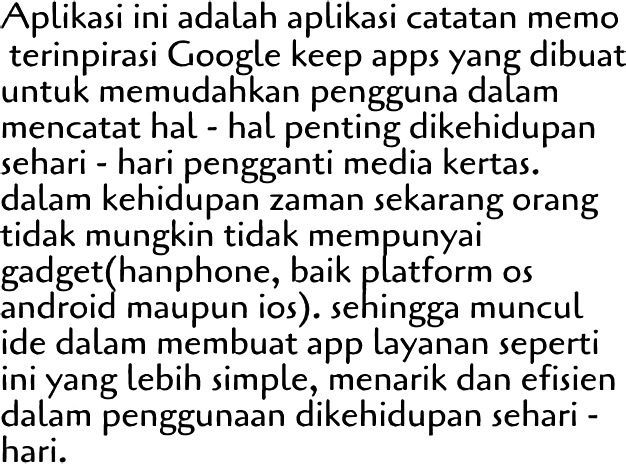 Aplikasi ini adalah aplikasi catatan memo
terinpirasi Google keep apps yang dibuat
untuk memudahkan pengguna dalam
mencatat hal - hal penting dikehidupan
sehari - hari pengganti media kertas.
dalam kehidupan zaman sekarang orang
tidak mungkin tidak mempunyai
gadget(hanphone, baik platform os
android maupun ios). sehingga muncul
ide dalam membuat app layanan seperti
ini yang lebih simple, menarik dan efisien
dalam penggunaan dikehidupan sehari -
hari.